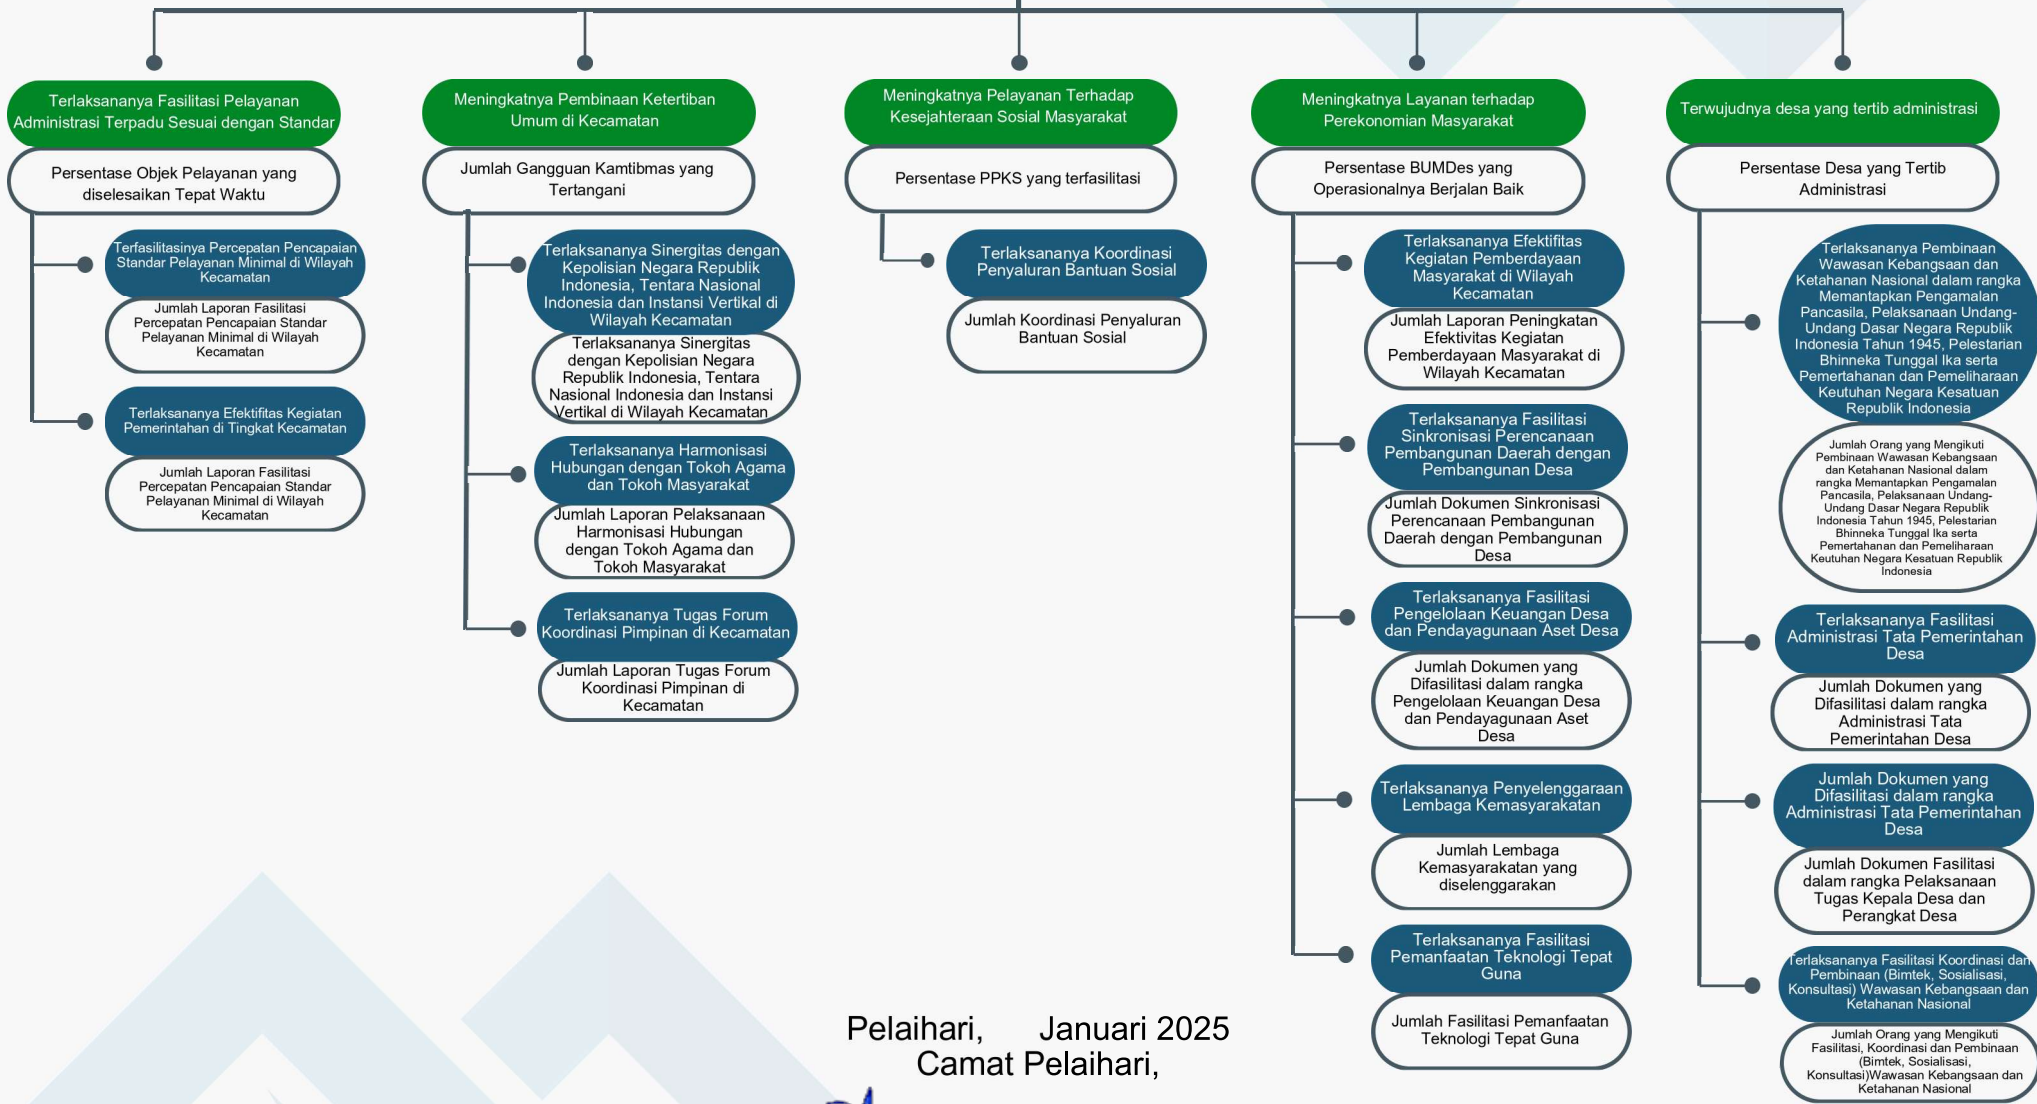 Terlaksananya Fasilitasi Pelayanan
Administrasi Terpadu Sesuai dengan Standar
Persentase Objek Pelayanan yang
diselesaikan Tepat Waktu
Terfasilitasinya Percepatan Pencapaian
Standar Pelayanan Minimal di Wilayah
Kecamatan
Jumlah Laporan Fasilitasi
Percepatan Pencapaian Standar
Pelayanan Minimal di Wilayah
Kecamatan
Terlaksananya Efektifitas Kegiatan
Pemerintahan di Tingkat Kecamatan
Jumlah Laporan Fasilitasi
Percepatan Pencapaian Standar
Pelayanan Minimal di Wilayah
Kecamatan
Meningkatnya Pembinaan Ketertiban
Umum di Kecamatan
Jumlah Gangguan Kamtibmas yang
Tertangani
Terlaksananya Sinergitas dengan
Kepolisian Negara Republik
Indonesia, Tentara Nasional
Indonesia dan Instansi Vertikal di
Wilayah Kecamatan
Terlaksananya Sinergitas
dengan Kepolisian Negara
Republik Indonesia, Tentara
Nasional Indonesia dan Instansi
Vertikal di Wilayah Kecamatan
Terlaksananya Harmonisasi
Hubungan dengan Tokoh Agama
dan Tokoh Masyarakat
Jumlah Laporan Pelaksanaan
Harmonisasi Hubungan
dengan Tokoh Agama dan
Tokoh Masyarakat
Terlaksananya Tugas Forum
Koordinasi Pimpinan di Kecamatan
Jumlah Laporan Tugas Forum
Koordinasi Pimpinan di
Kecamatan
Meningkatnya Pelayanan Terhadap
Kesejahteraan Sosial Masyarakat
Persentase PPKS yang terfasilitasi
Terlaksananya Koordinasi
Penyaluran Bantuan Sosial
Jumlah Koordinasi Penyaluran
Bantuan Sosial
Meningkatnya Layanan terhadap
Perekonomian Masyarakat
Persentase BUMDes yang
Operasionalnya Berjalan Baik
Terlaksananya Efektifitas
Kegiatan Pemberdayaan
Masyarakat di Wilayah
Kecamatan
Jumlah Laporan Peningkatan
Efektivitas Kegiatan
Pemberdayaan Masyarakat di
Wilayah Kecamatan
Terlaksananya Fasilitasi
Sinkronisasi Perencanaan
Pembangunan Daerah dengan
Pembangunan Desa
Jumlah Dokumen Sinkronisasi
Perencanaan Pembangunan
Daerah dengan Pembangunan
Desa
Terlaksananya Fasilitasi
Pengelolaan Keuangan Desa
dan Pendayagunaan Aset Desa
Jumlah Dokumen yang
Difasilitasi dalam rangka
Pengelolaan Keuangan Desa
dan Pendayagunaan Aset
Desa
Terlaksananya Penyelenggaraan
Lembaga Kemasyarakatan
Jumlah Lembaga
Kemasyarakatan yang
diselenggarakan
Terlaksananya Fasilitasi
Pemanfaatan Teknologi Tepat
Guna
Jumlah Fasilitasi Pemanfaatan
Teknologi Tepat Guna
Terwujudnya desa yang tertib administrasi
Persentase Desa yang Tertib
Administrasi
Terlaksananya Pembinaan
Wawasan Kebangsaan dan
Ketahanan Nasional dalam rangka
Memantapkan Pengamalan
Pancasila, Pelaksanaan Undang-
Undang Dasar Negara Republik
Indonesia Tahun 1945, Pelestarian
Bhinneka Tunggal Ika serta
Pemertahanan dan Pemeliharaan
Keutuhan Negara Kesatuan
Republik Indonesia
Jumlah Orang yang Mengikuti
Pembinaan Wawasan Kebangsaan
dan Ketahanan Nasional dalam
rangka Memantapkan Pengamalan
Pancasila, Pelaksanaan Undang-
Undang Dasar Negara Republik
Indonesia Tahun 1945, Pelestarian
Bhinneka Tunggal Ika serta
Pemertahanan dan Pemeliharaan
Keutuhan Negara Kesatuan Republik
Indonesia
Terlaksananya Fasilitasi
Administrasi Tata Pemerintahan
Desa
Jumlah Dokumen yang
Difasilitasi dalam rangka
Administrasi Tata
Pemerintahan Desa
Jumlah Dokumen yang
Difasilitasi dalam rangka
Administrasi Tata Pemerintahan
Desa
Jumlah Dokumen Fasilitasi
dalam rangka Pelaksanaan
Tugas Kepala Desa dan
Perangkat Desa
Terlaksananya Fasilitasi Koordinasi dan
Pembinaan (Bimtek, Sosialisasi,
Konsultasi) Wawasan Kebangsaan dan
Ketahanan Nasional
Jumlah Orang yang Mengikuti
Fasilitasi, Koordinasi dan Pembinaan
(Bimtek, Sosialisasi,
Konsultasi)Wawasan Kebangsaan dan
Ketahanan Nasional
Pelaihari, Januari 2025
Camat Pelaihari,